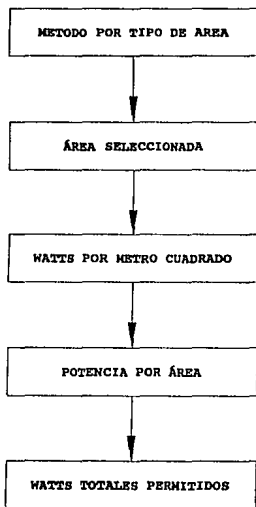 METODO POR TIPO DE AREA
ÁREA SELECCIONADA
WATTS POR METRO CUADRADO
POTENCIA POR ÁREA
WATTS TOTALES PERMITIDOS